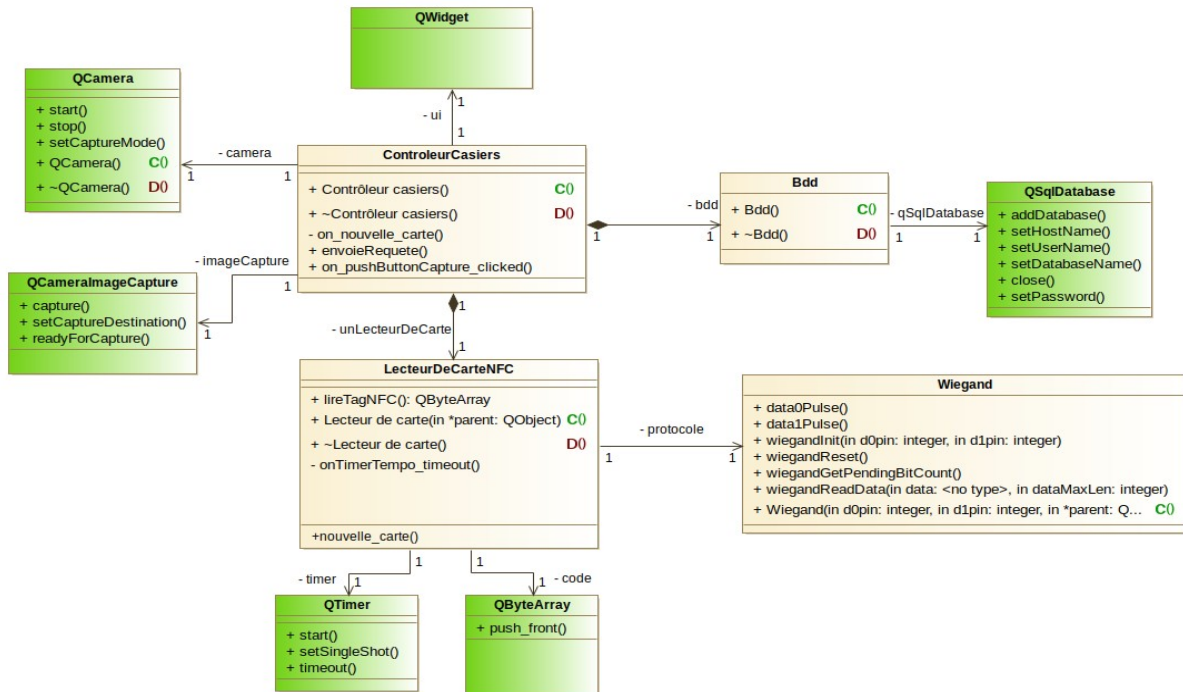 QWidget
1
- ui
1
QCamera
+ start()
+ stop()
+ setCaptureMode()
+ QCamera() C()
+ ~QCamera() D()
- camera
1
1
ControleurCasiers
+ Contrôleur casiers() C()
+ ~Contrôleur casiers() D()
- on_nouvelle_carte()
+ envoieRequete()
+ on_pushButtonCapture_clicked()
- bdd
1
1
Bdd
+ Bdd() C()
+ ~Bdd() D()
- qSqlDatabase
1
1
QSqlDatabase
+ addDatabase()
+ setHostName()
+ setUserName()
+ setDatabaseName()
+ close()
+ setPassword()
- imageCapture
1
1
QCameraImageCapture
+ capture()
+ setCaptureDestination()
+ readyForCapture()
1
- unLecteurDeCarte
1
LecteurDeCarteNFC
+ lireTagNFC(): QByteArray
+ Lecteur de carte(in *parent: QObject) C()
+ ~Lecteur de carte() D()
- onTimerTempo_timeout()
+nouvelle_carte()
- protocole
1
1
Wiegand
+ data0Pulse()
+ data1Pulse()
+ wiegandInit(in d0pin: integer, in d1pin: integer)
+ wiegandReset()
+ wiegandGetPendingBitCount()
+ wiegandReadData(in data: <no type>, in dataMaxLen: integer)
+ Wiegand(in d0pin: integer, in d1pin: integer, in *parent: Q... C()
1
1
- timer
1
1
- code
QTimer
+ start()
+ setSingleShot()
+ timeout()
QByteArray
+ push_front()